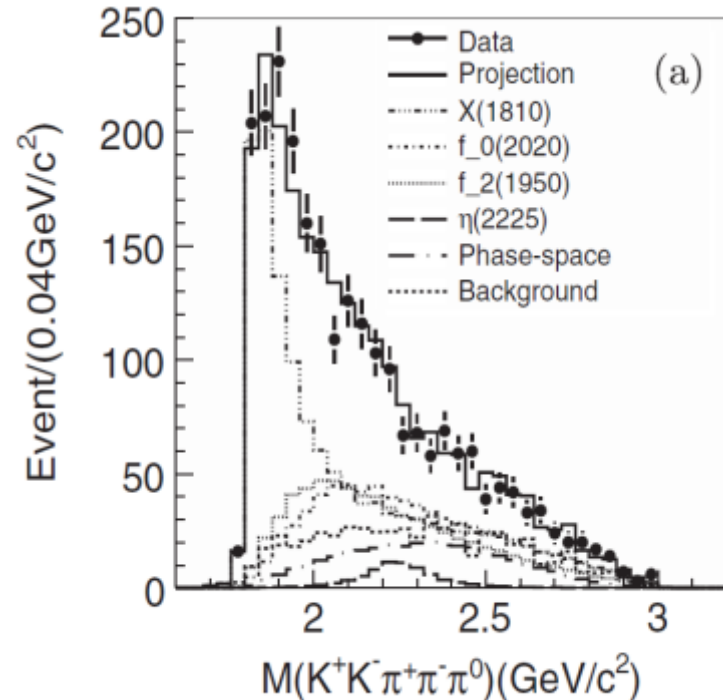 250
200
150
100
50
0
Event/(0.04GeV/c²)
Data
Projection
X(1810)
f_0(2020)
f_2(1950)
η(2225)
Phase-space
Background
(a)
2
2.5
3
M(K⁺K⁻π⁺π⁻π⁰)(GeV/c²)